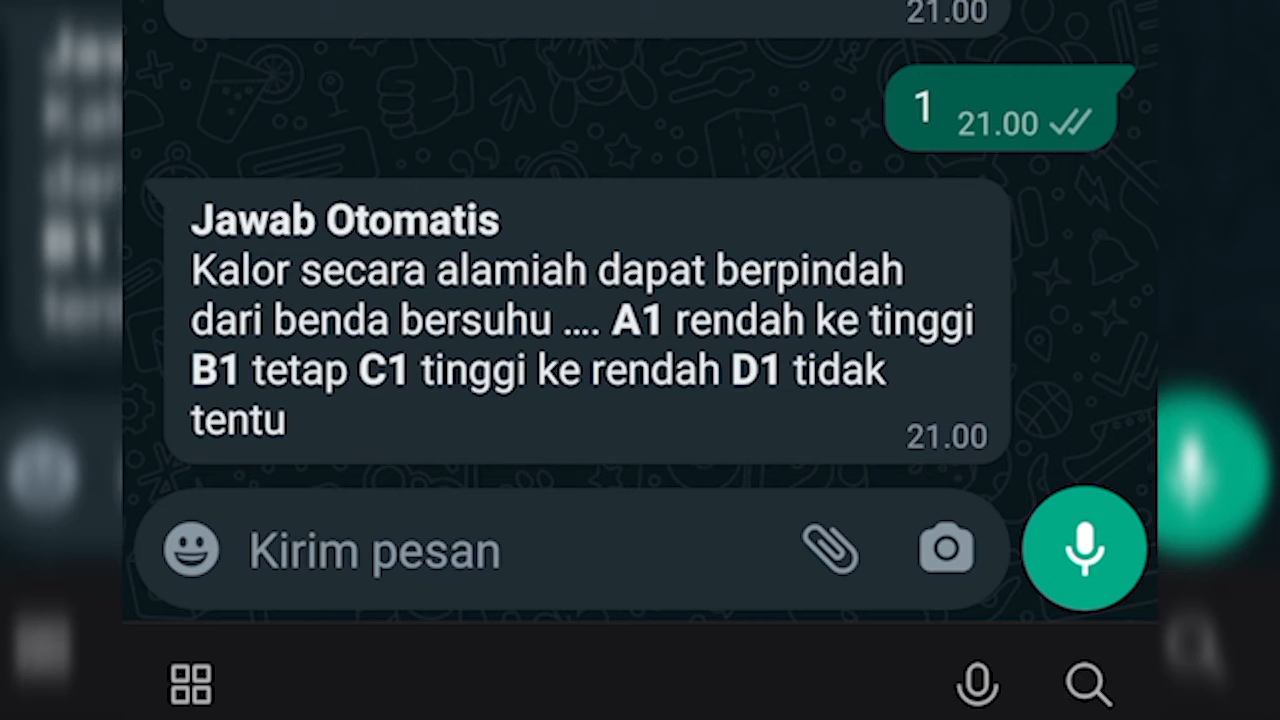 21.00
1 21.00
Jawab Otomatis
Kalor secara alamiah dapat berpindah
dari benda bersuhu .... A1 rendah ke tinggi
B1 tetap C1 tinggi ke rendah D1 tidak
tentu
21.00
Kirim pesan